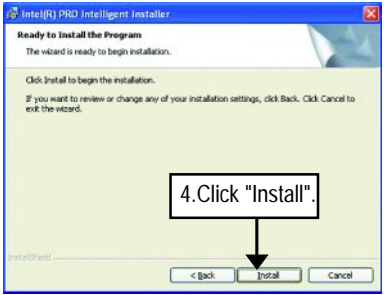 Intel(R) PRO Intelligent Installer
Ready to Install the Program
The wizard is ready to begin installation.
Click Install to begin the installation.
If you want to review or change any of your installation settings, click Back. Click Cancel to
exit the wizard.
4.Click "Install".
InstallShield
< Back
Install
Cancel